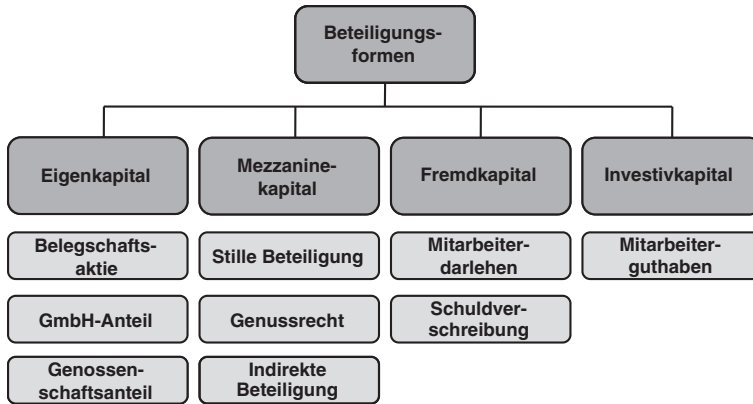 Beteiligungs-
formen
Eigenkapital
Mezzanine-
kapital
Fremdkapital
Investivkapital
Belegschafts-
aktie
Stille Beteiligung
Mitarbeiter-
darlehen
Mitarbeiter-
guthaben
GmbH-Anteil
Genussrecht
Schuldver-
schreibung
Genossen-
schaftsanteil
Indirekte
Beteiligung